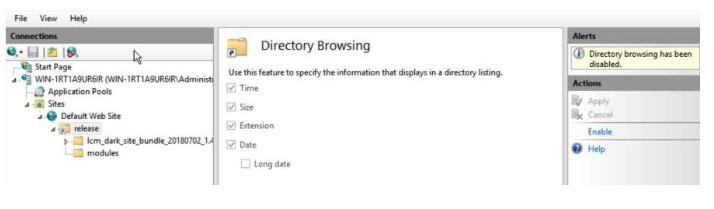 File View Help
Connections
Start Page
WIN-1RT1A9UR6IR (WIN-1RT1A9UR6IR\Administ
Application Pools
Sites
Default Web Site
release
lcm_dark_site_bundle_20180702_1.4
modules
Directory Browsing
Use this feature to specify the information that displays in a directory listing.
Time
Size
Extension
Date
Long date
Alerts
Directory browsing has been
disabled.
Actions
Apply
Cancel
Enable
Help